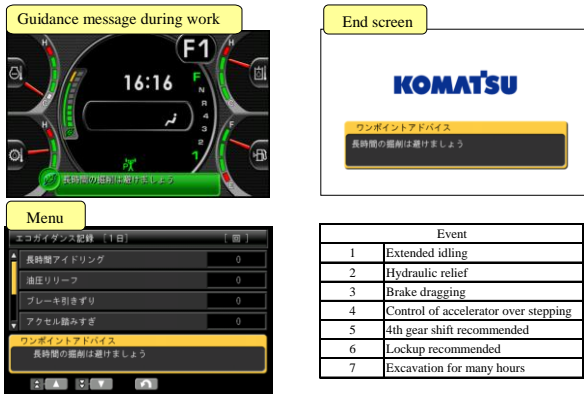 Guidance message during work
F1
16:16
F
N
R
4
3
2
1
H
C
H
C
F
E
P
長時間の掘削は避けましょう
End screen
KOMATSU
ワンポイントアドバイス
長時間の掘削は避けましょう
Menu
エコガイダンス記録 [1日] [回]
長時間アイドリング 0
油圧リリーフ 0
ブレーキ引きずり 0
アクセル踏みすぎ 0
ワンポイントアドバイス
長時間の掘削は避けましょう
Event
1 Extended idling
2 Hydraulic relief
3 Brake dragging
4 Control of accelerator over stepping
5 4th gear shift recommended
6 Lockup recommended
7 Excavation for many hours